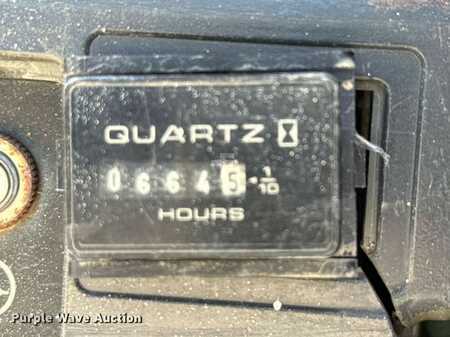 QUARTZ
0 6 6 4 5 1/10
HOURS
Purple Wave Auction